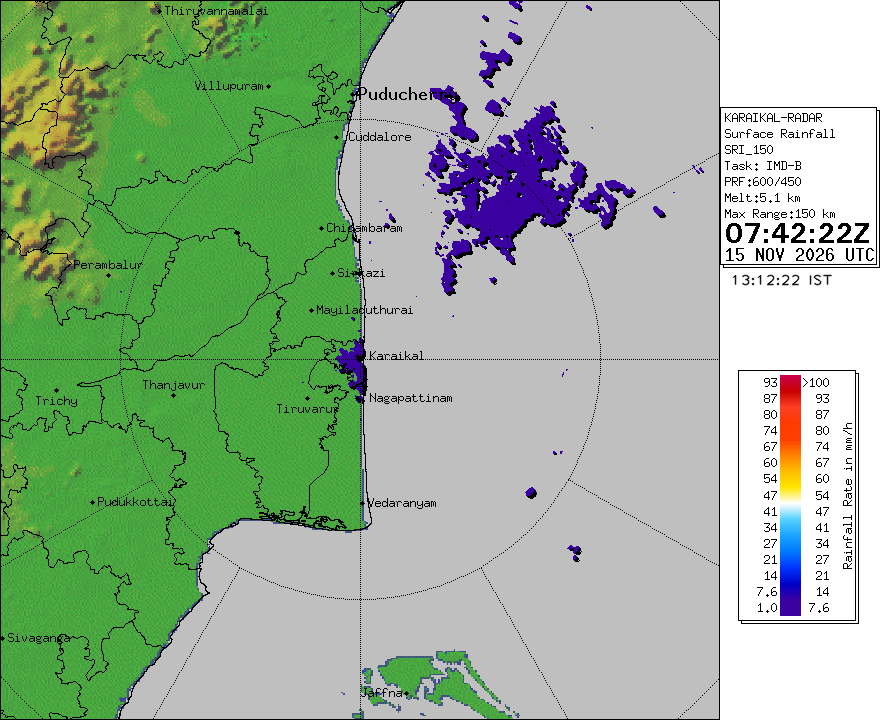 Thiruvannamalai
Villupuram
Puducherry
Cuddalore
Chidambaram
Perambalur
Sirkazi
Mayiladuthurai
Karaikal
Thanjavur
Trichy
Tiruvarur
Nagapattinam
Pudukkottai
Vedaranyam
Sivaganga
Jaffna
KARAIKAL-RADAR
Surface Rainfall
SRI_150
Task: IMD-B
PRF:600/450
Melt:5.1 km
Max Range:150 km
07:42:22Z
15 NOV 2026 UTC
13:12:22 IST
93 >100
87 93
80 87
74 80
67 74
60 67
54 60
47 54
41 47
34 41
27 34
21 27
14 21
7.6 14
1.0 7.6
Rainfall Rate in mm/h